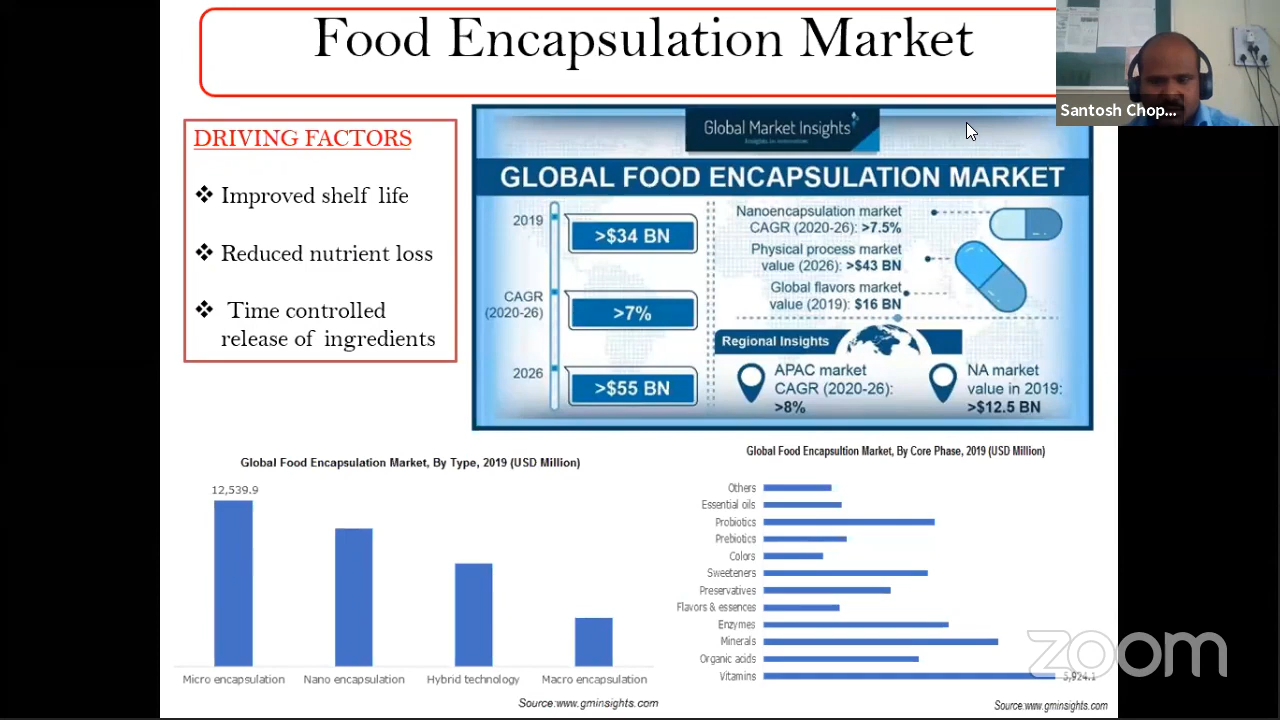 Food Encapsulation Market
Santosh Chop...
DRIVING FACTORS
❖ Improved shelf life
❖ Reduced nutrient loss
❖ Time controlled
release of ingredients
Global Market Insights
Insights to Innovation
GLOBAL FOOD ENCAPSULATION MARKET
2019
>$34 BN
CAGR
(2020-26)
>7%
2026
>$55 BN
Nanoencapsulation market
CAGR (2020-26): >7.5%
Physical process market
value (2026): >$43 BN
Global flavors market
value (2019): $16 BN
Regional Insights
APAC market
CAGR (2020-26):
>8%
NA market
value in 2019:
>$12.5 BN
Global Food Encapsulation Market, By Type, 2019 (USD Million)
12,539.9
Micro encapsulation
Nano encapsulation
Hybrid technology
Macro encapsulation
Source:www.gminsights.com
Global Food Encapsultion Market, By Core Phase, 2019 (USD Million)
Others
Essential oils
Probiotics
Prebiotics
Colors
Sweeteners
Preservatives
Flavors & essences
Enzymes
Minerals
Organic acids
Vitamins
5,924.1
Source:www.gminsights.com
zoom